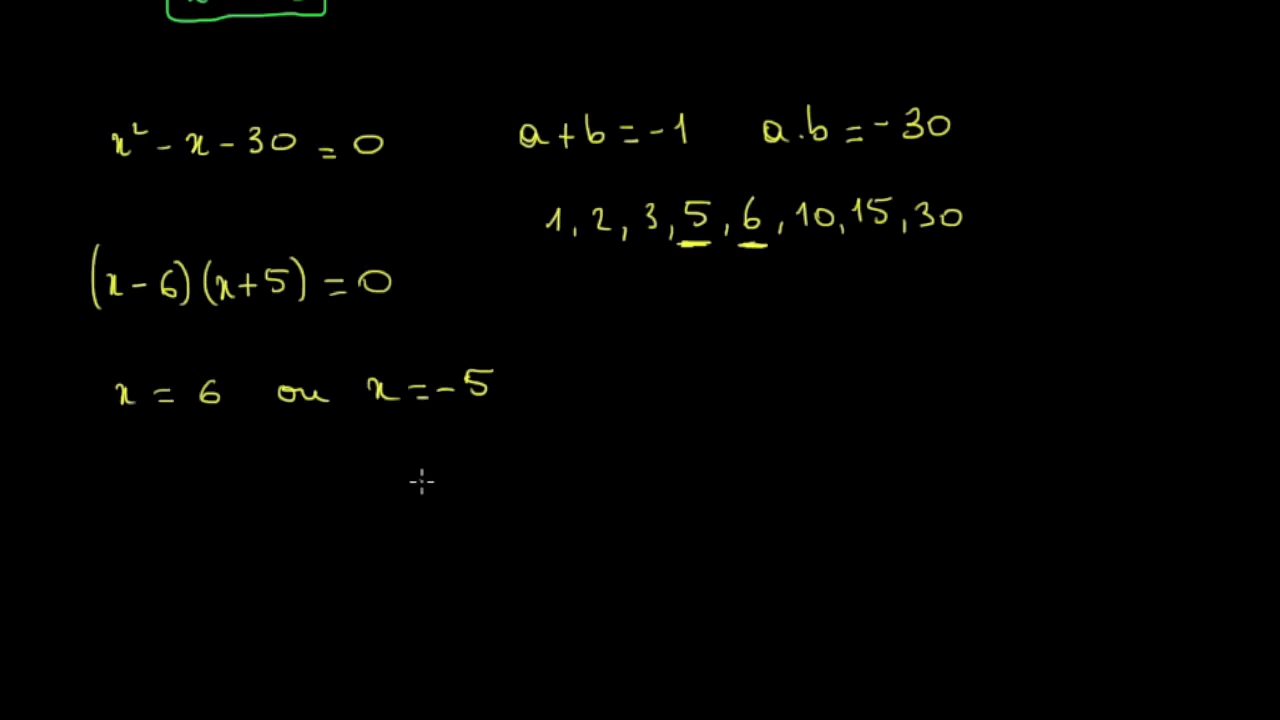 x² - x - 30 = 0
a + b = -1
a . b = -30
1, 2, 3, 5, 6, 10, 15, 30
(x - 6) (x + 5) = 0
x = 6 ou x = -5